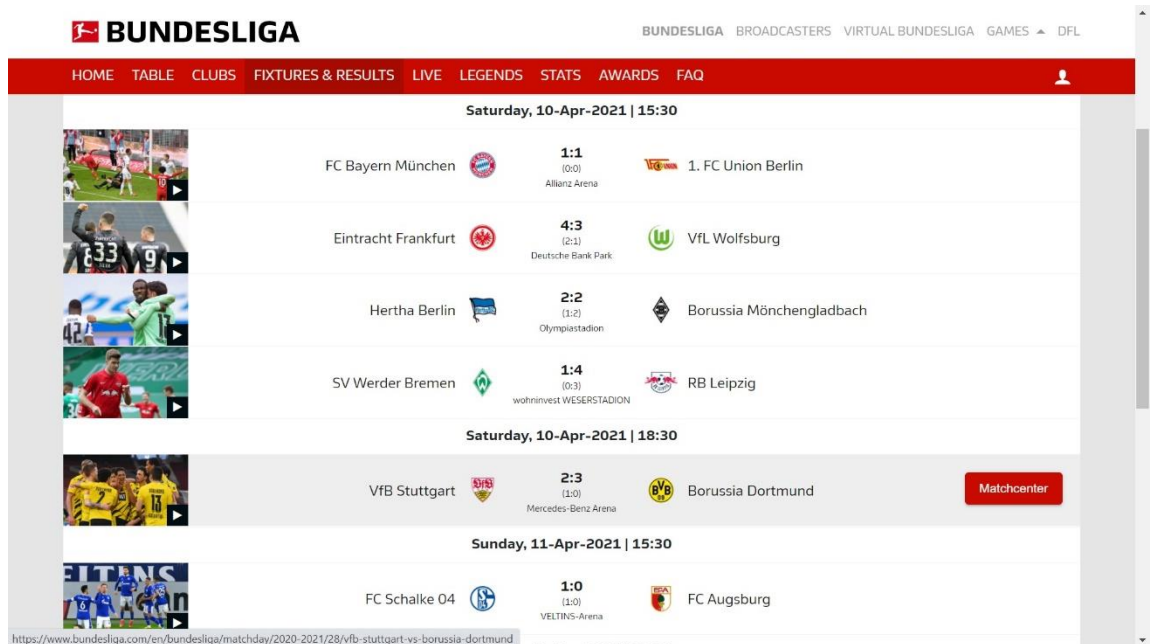 BUNDESLIGA
BUNDESLIGA BROADCASTERS VIRTUAL BUNDESLIGA GAMES DFL
HOME TABLE CLUBS FIXTURES & RESULTS LIVE LEGENDS STATS AWARDS FAQ
Saturday, 10-Apr-2021 | 15:30
FC Bayern München 1:1 1. FC Union Berlin
(0:0)
Allianz Arena
Eintracht Frankfurt 4:3 VfL Wolfsburg
(2:1)
Deutsche Bank Park
Hertha Berlin 2:2 Borussia Mönchengladbach
(1:2)
Olympiastadion
SV Werder Bremen 1:4 RB Leipzig
(0:3)
wohninvest WESERSTADION
Saturday, 10-Apr-2021 | 18:30
VfB Stuttgart 2:3 Borussia Dortmund Matchcenter
(1:0)
Mercedes-Benz Arena
Sunday, 11-Apr-2021 | 15:30
FC Schalke 04 1:0 FC Augsburg
(1:0)
VELTINS-Arena
https://www.bundesliga.com/en/bundesliga/matchday/2020-2021/28/vfb-stuttgart-vs-borussia-dortmund